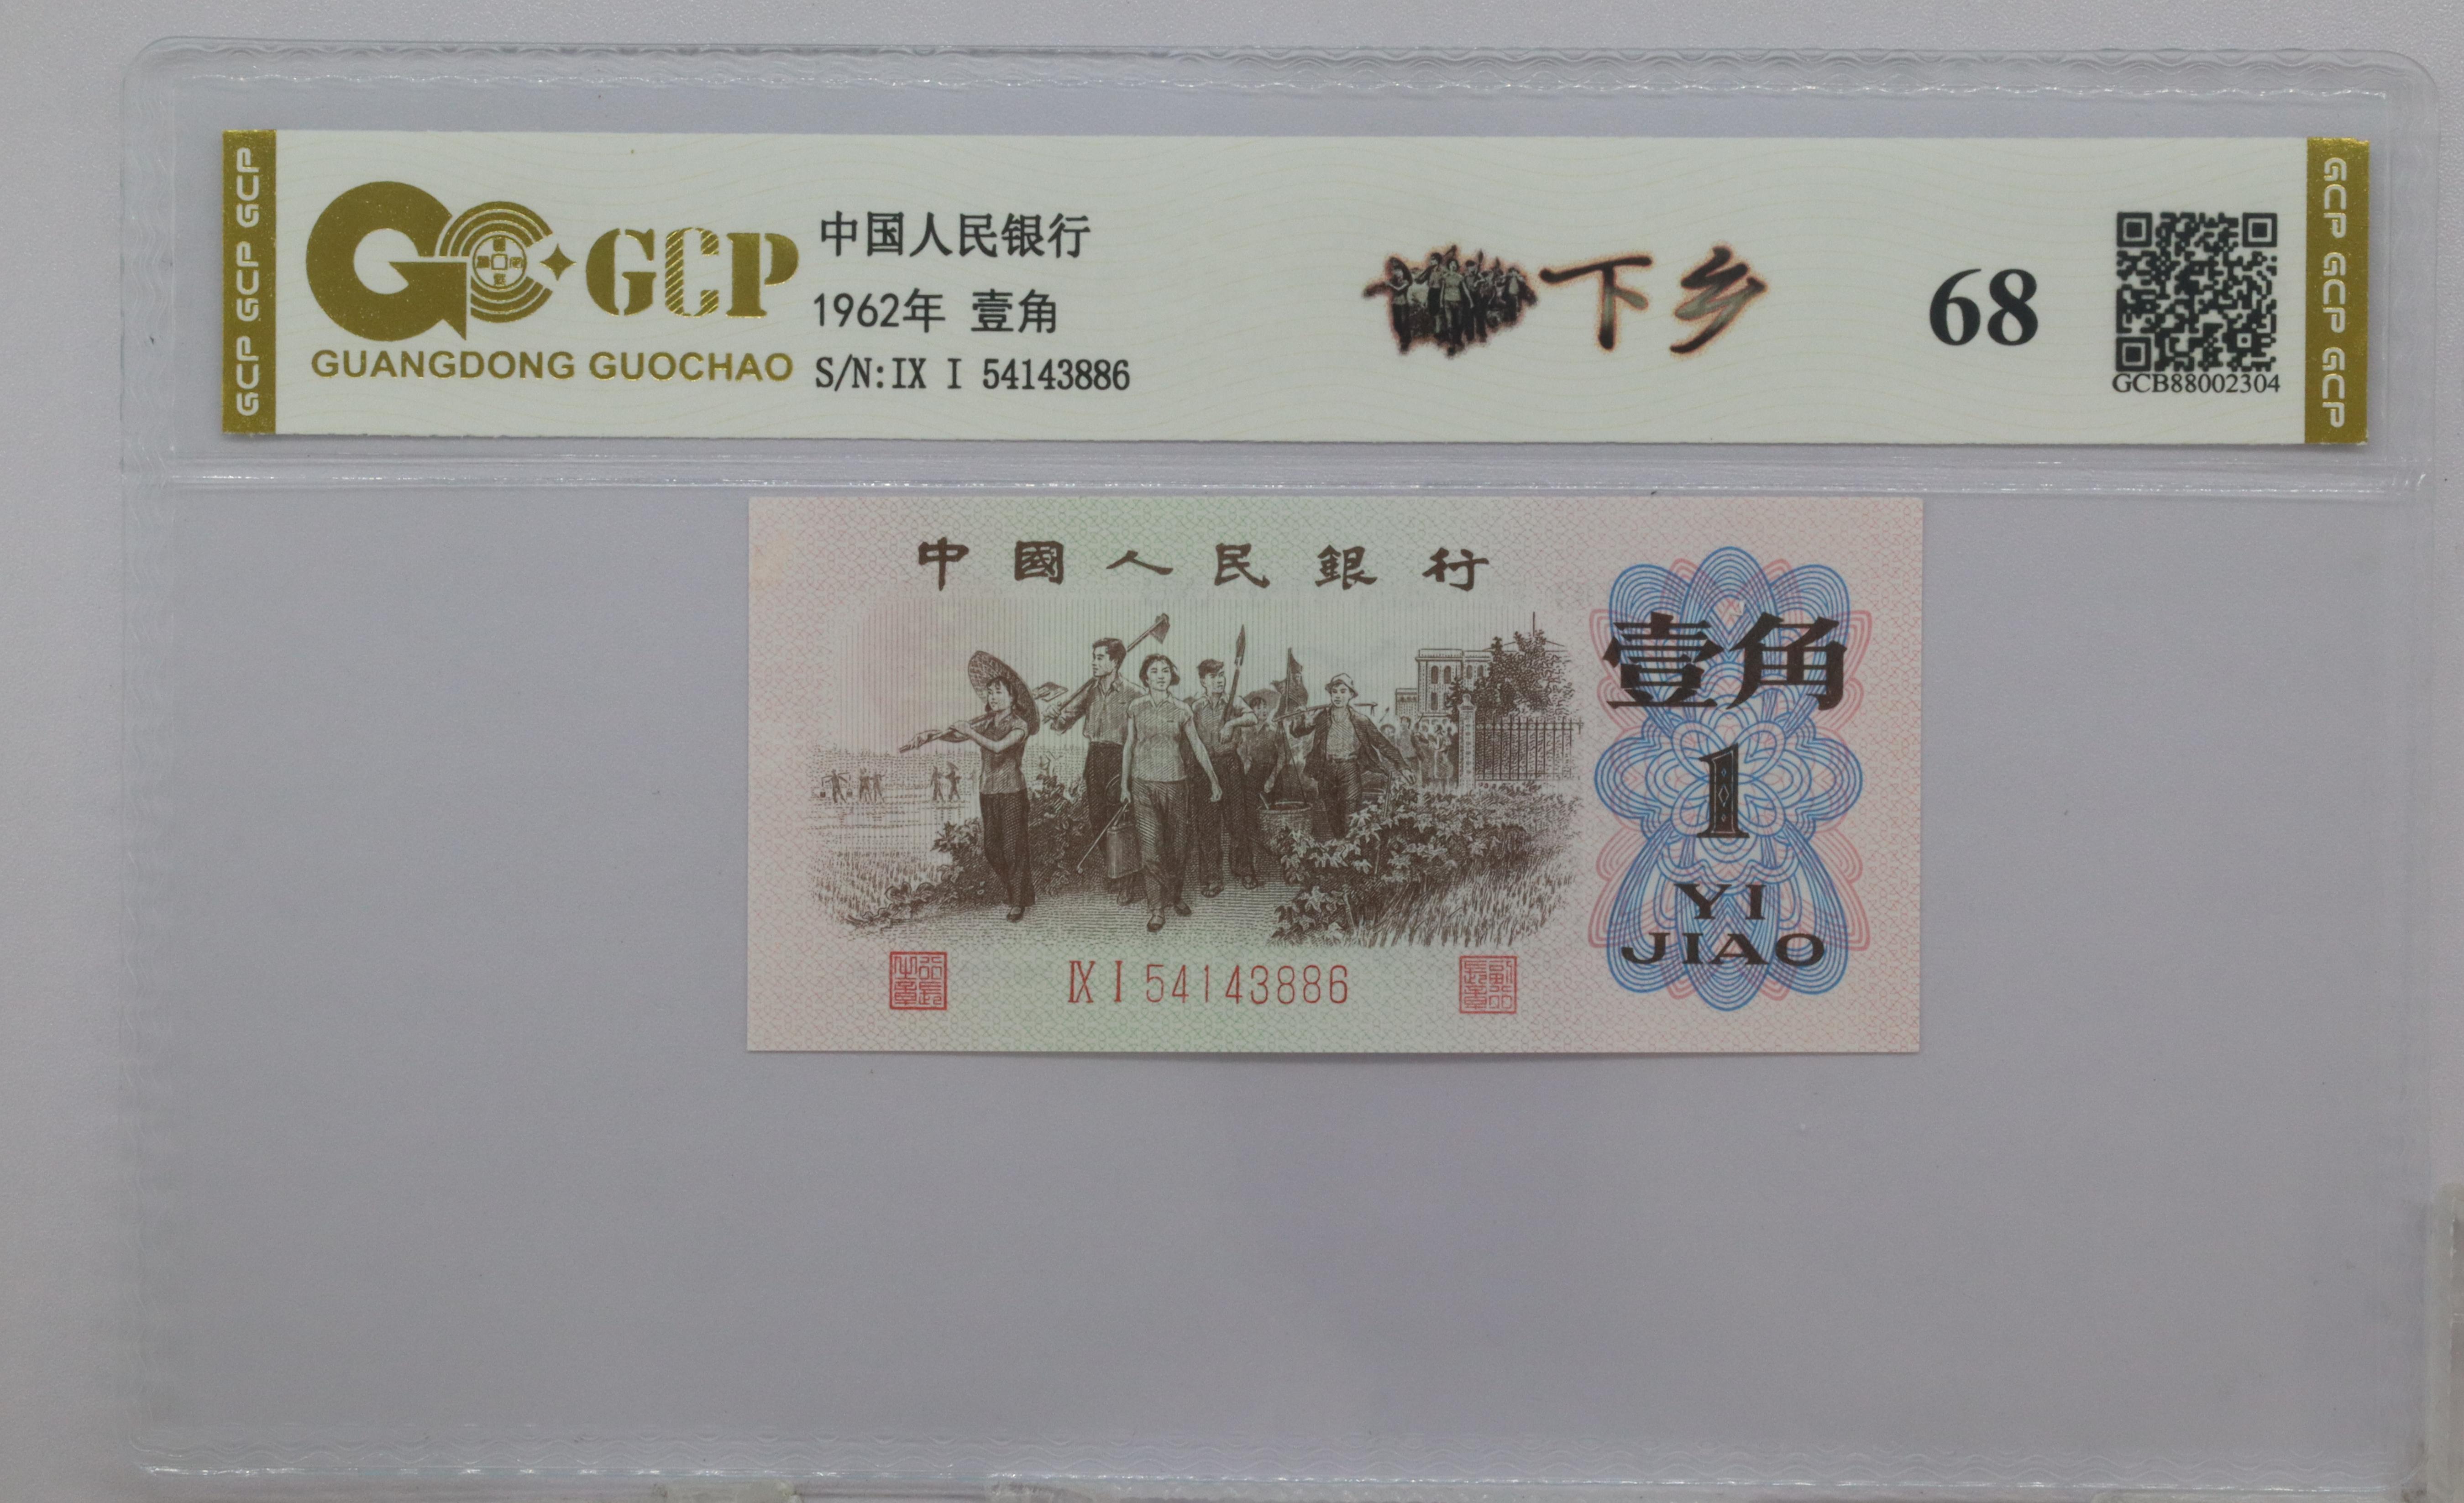 GCP GCP GCP
GCP
GUANGDONG GUOCHAO
中国人民银行
1962年 壹角
S/N:IX I 54143886
下乡
68
GCB88002304
GCP GCP GCP
中國人民銀行
壹角
1
YI
JIAO
IX I 54143886